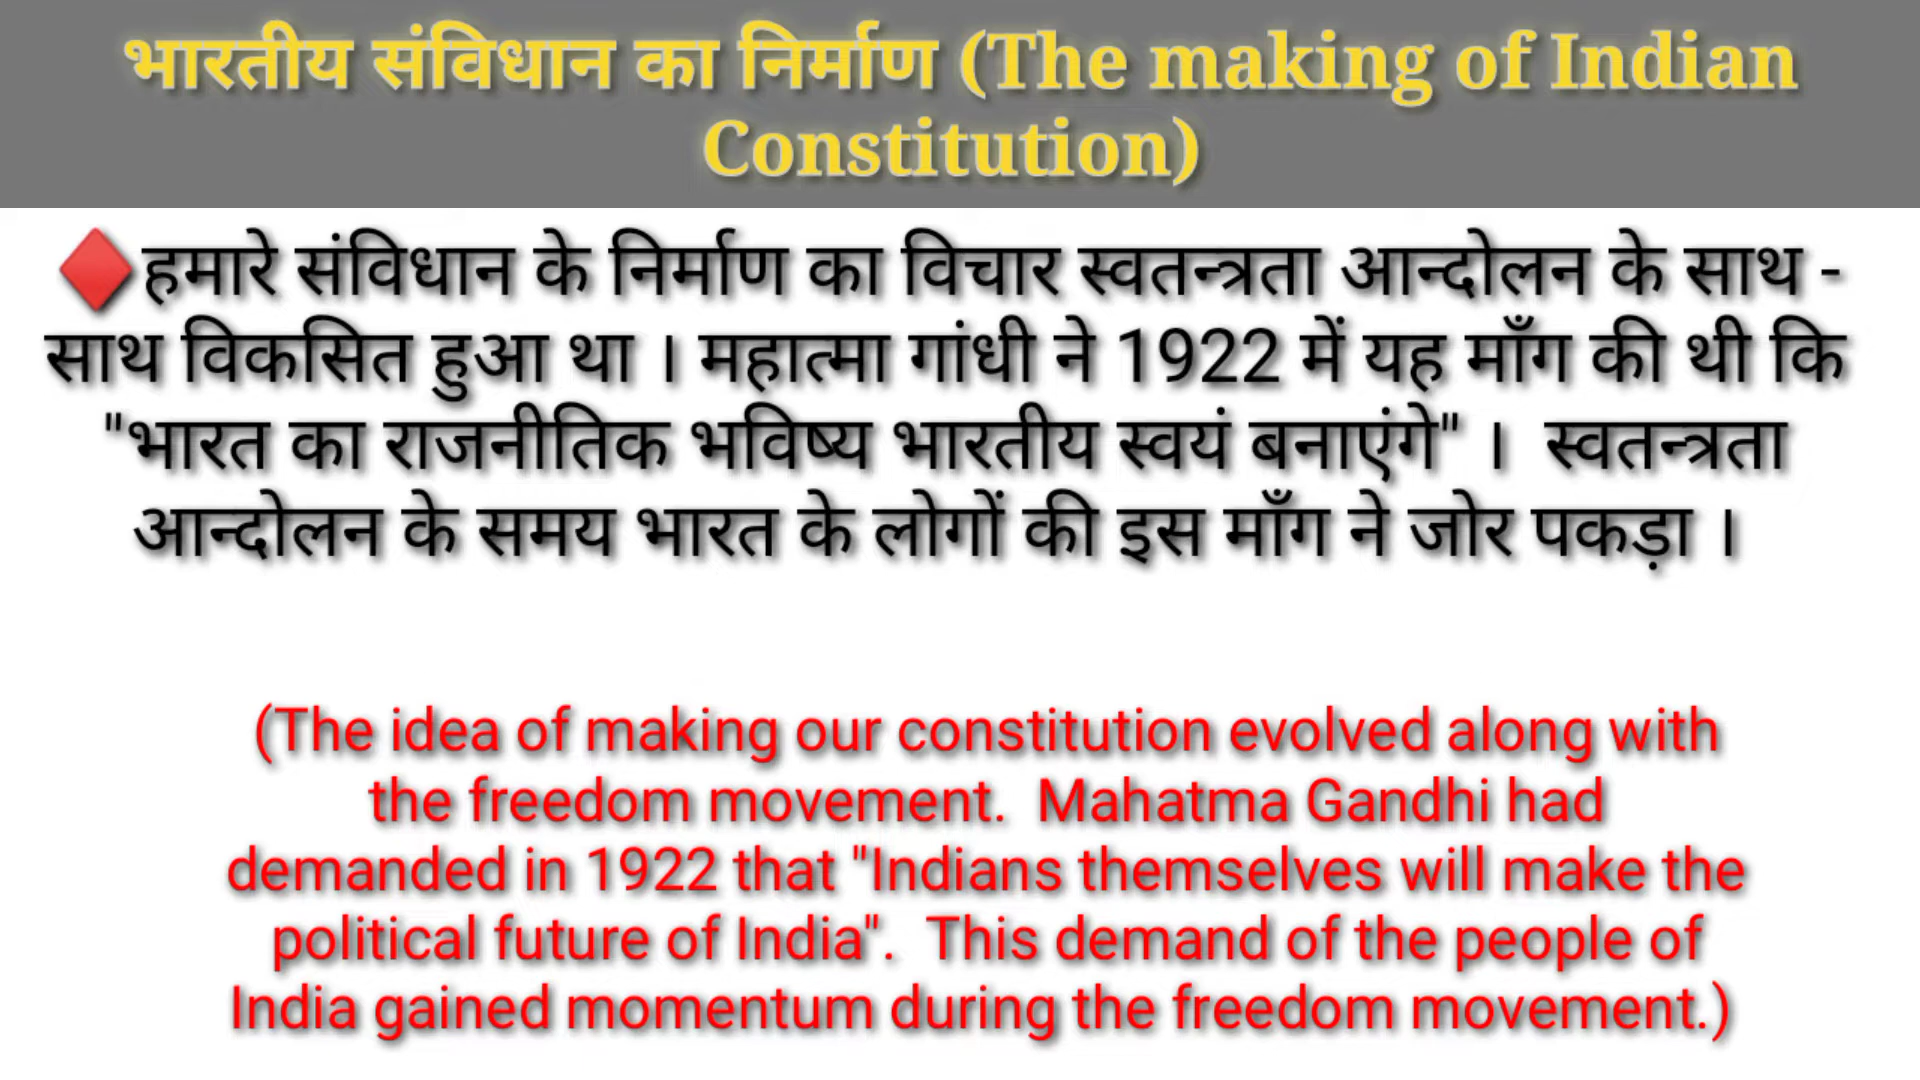 भारतीय संविधान का निर्माण (The making of Indian
Constitution)
♦️हमारे संविधान के निर्माण का विचार स्वतन्त्रता आन्दोलन के साथ -
साथ विकसित हुआ था । महात्मा गांधी ने 1922 में यह माँग की थी कि
"भारत का राजनीतिक भविष्य भारतीय स्वयं बनाएंगे" ।  स्वतन्त्रता
आन्दोलन के समय भारत के लोगों की इस माँग ने जोर पकड़ा ।
(The idea of making our constitution evolved along with
the freedom movement.  Mahatma Gandhi had
demanded in 1922 that "Indians themselves will make the
political future of India".  This demand of the people of
India gained momentum during the freedom movement.)